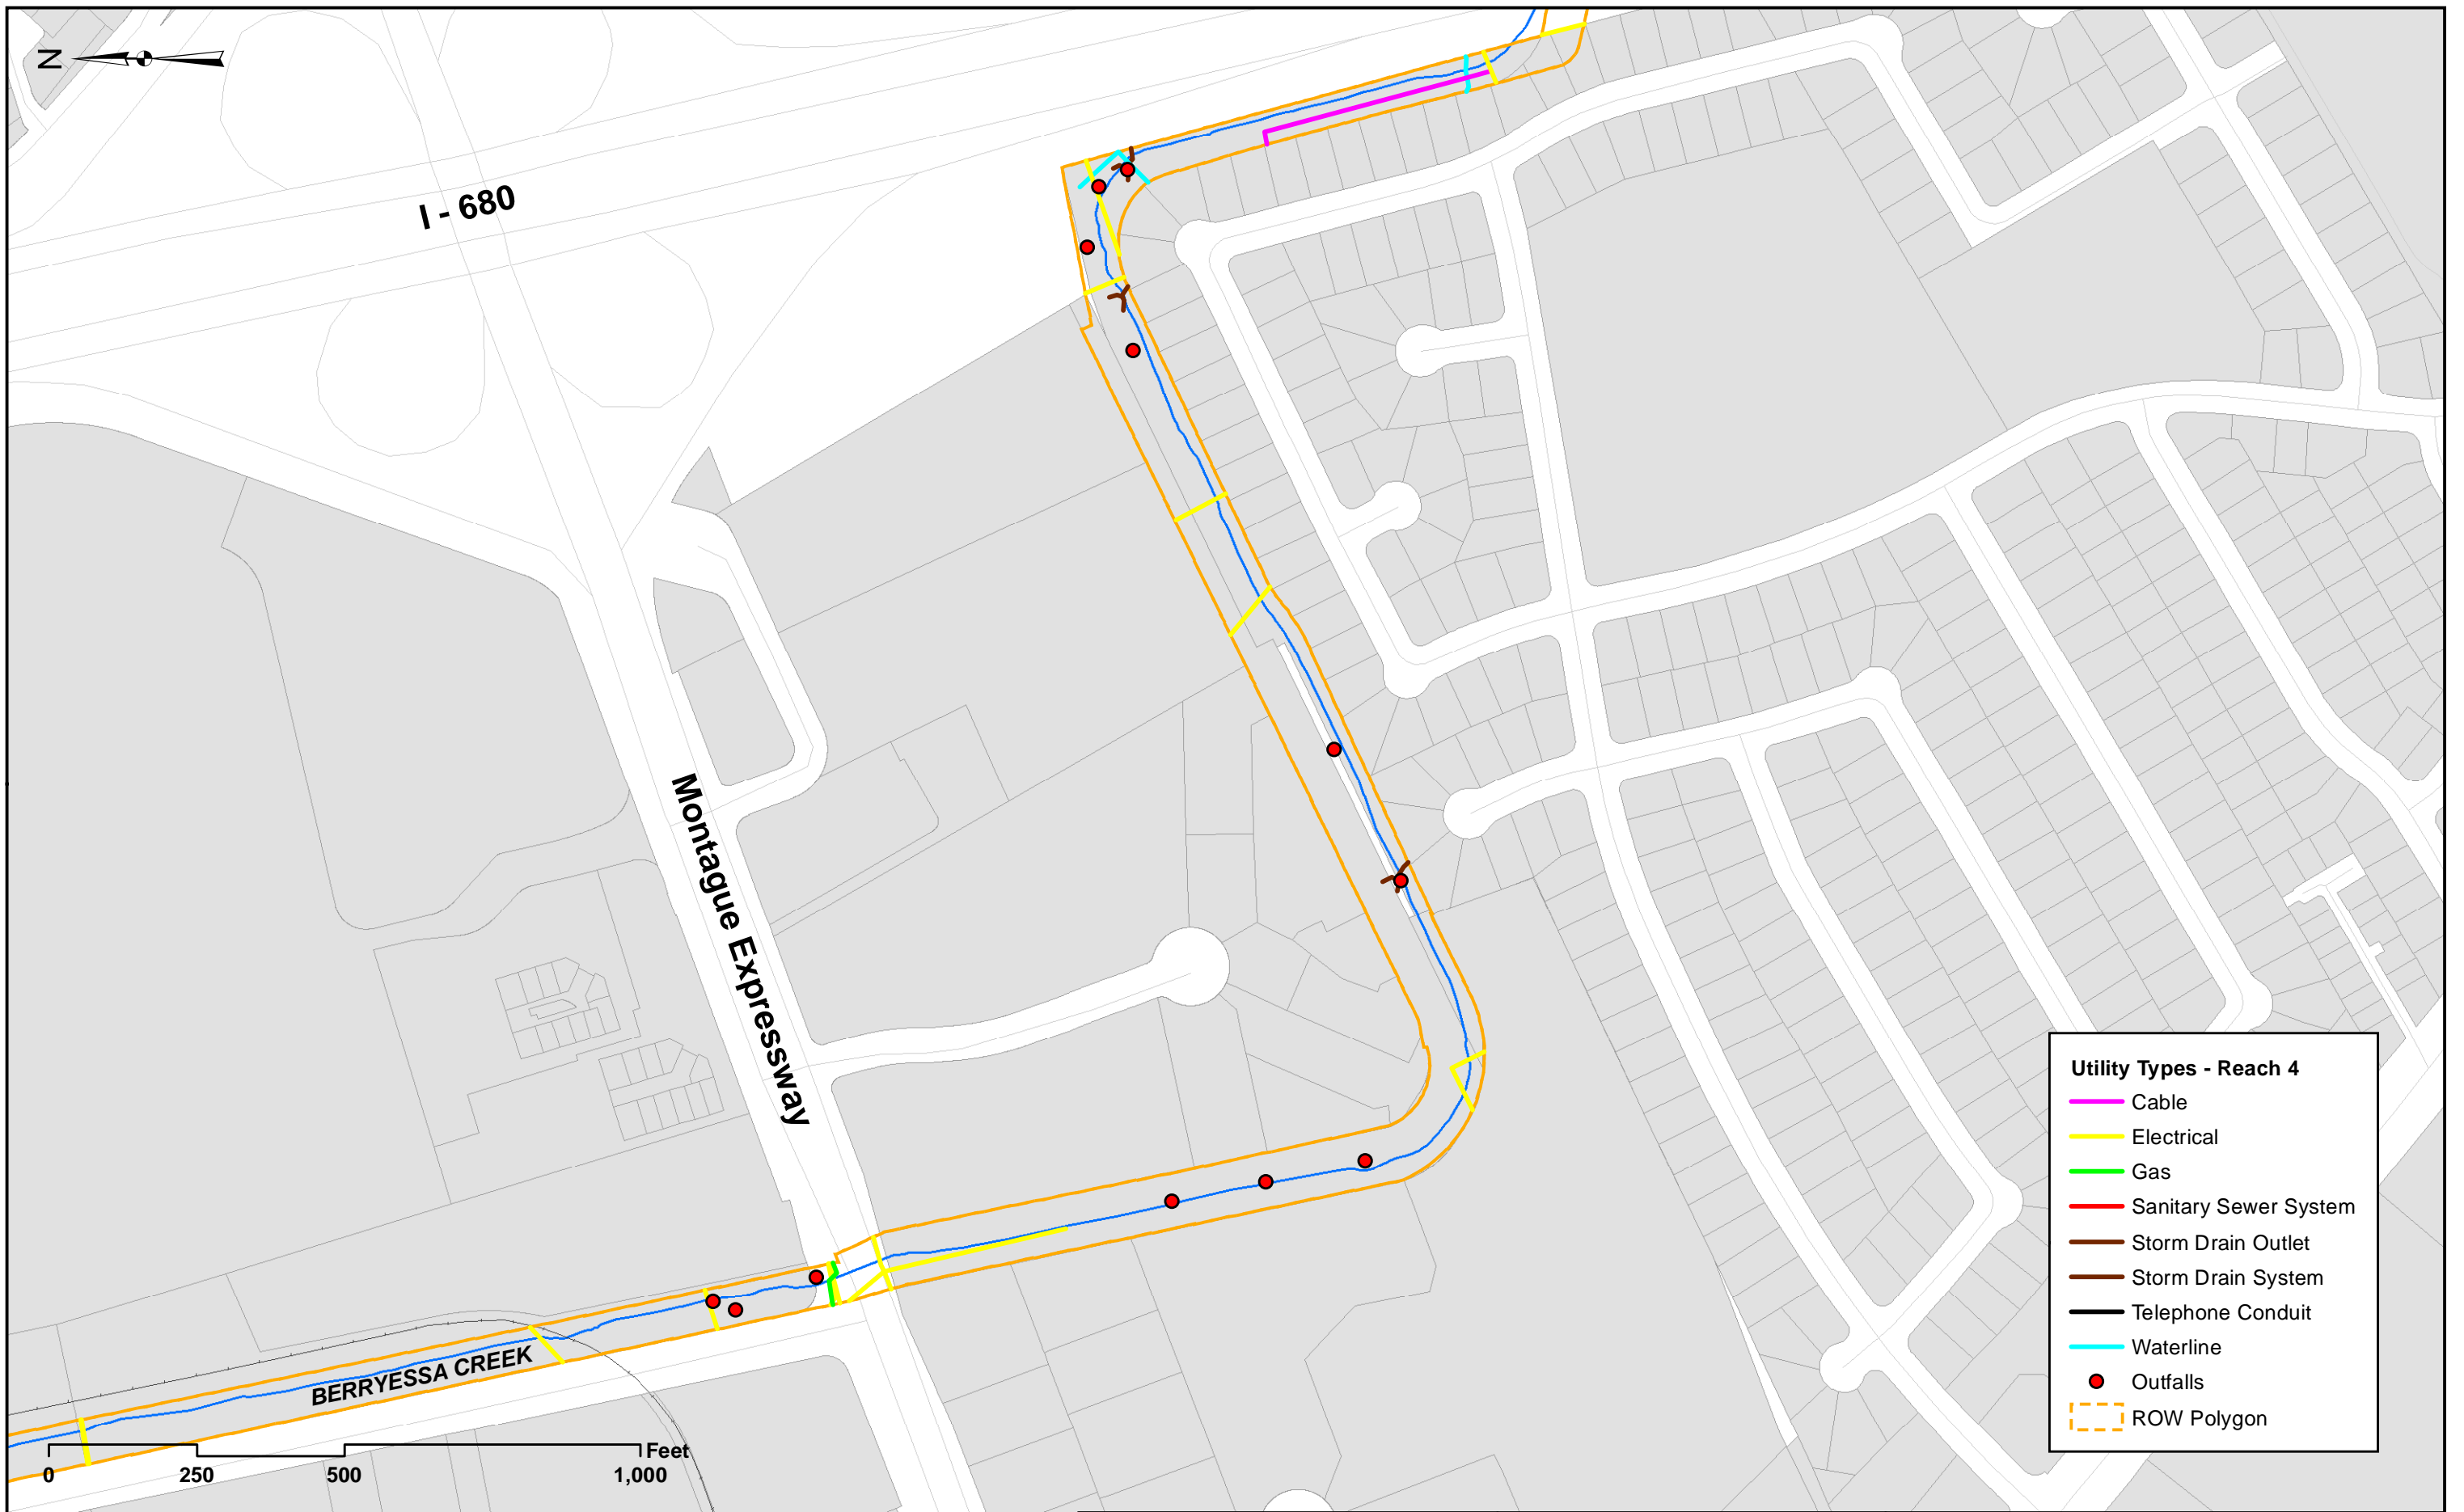 N
I - 680
Montague Expressway
BERRYESSA CREEK
Feet
0 250 500 1,000
Utility Types - Reach 4
Cable
Electrical
Gas
Sanitary Sewer System
Storm Drain Outlet
Storm Drain System
Telephone Conduit
Waterline
Outfalls
ROW Polygon